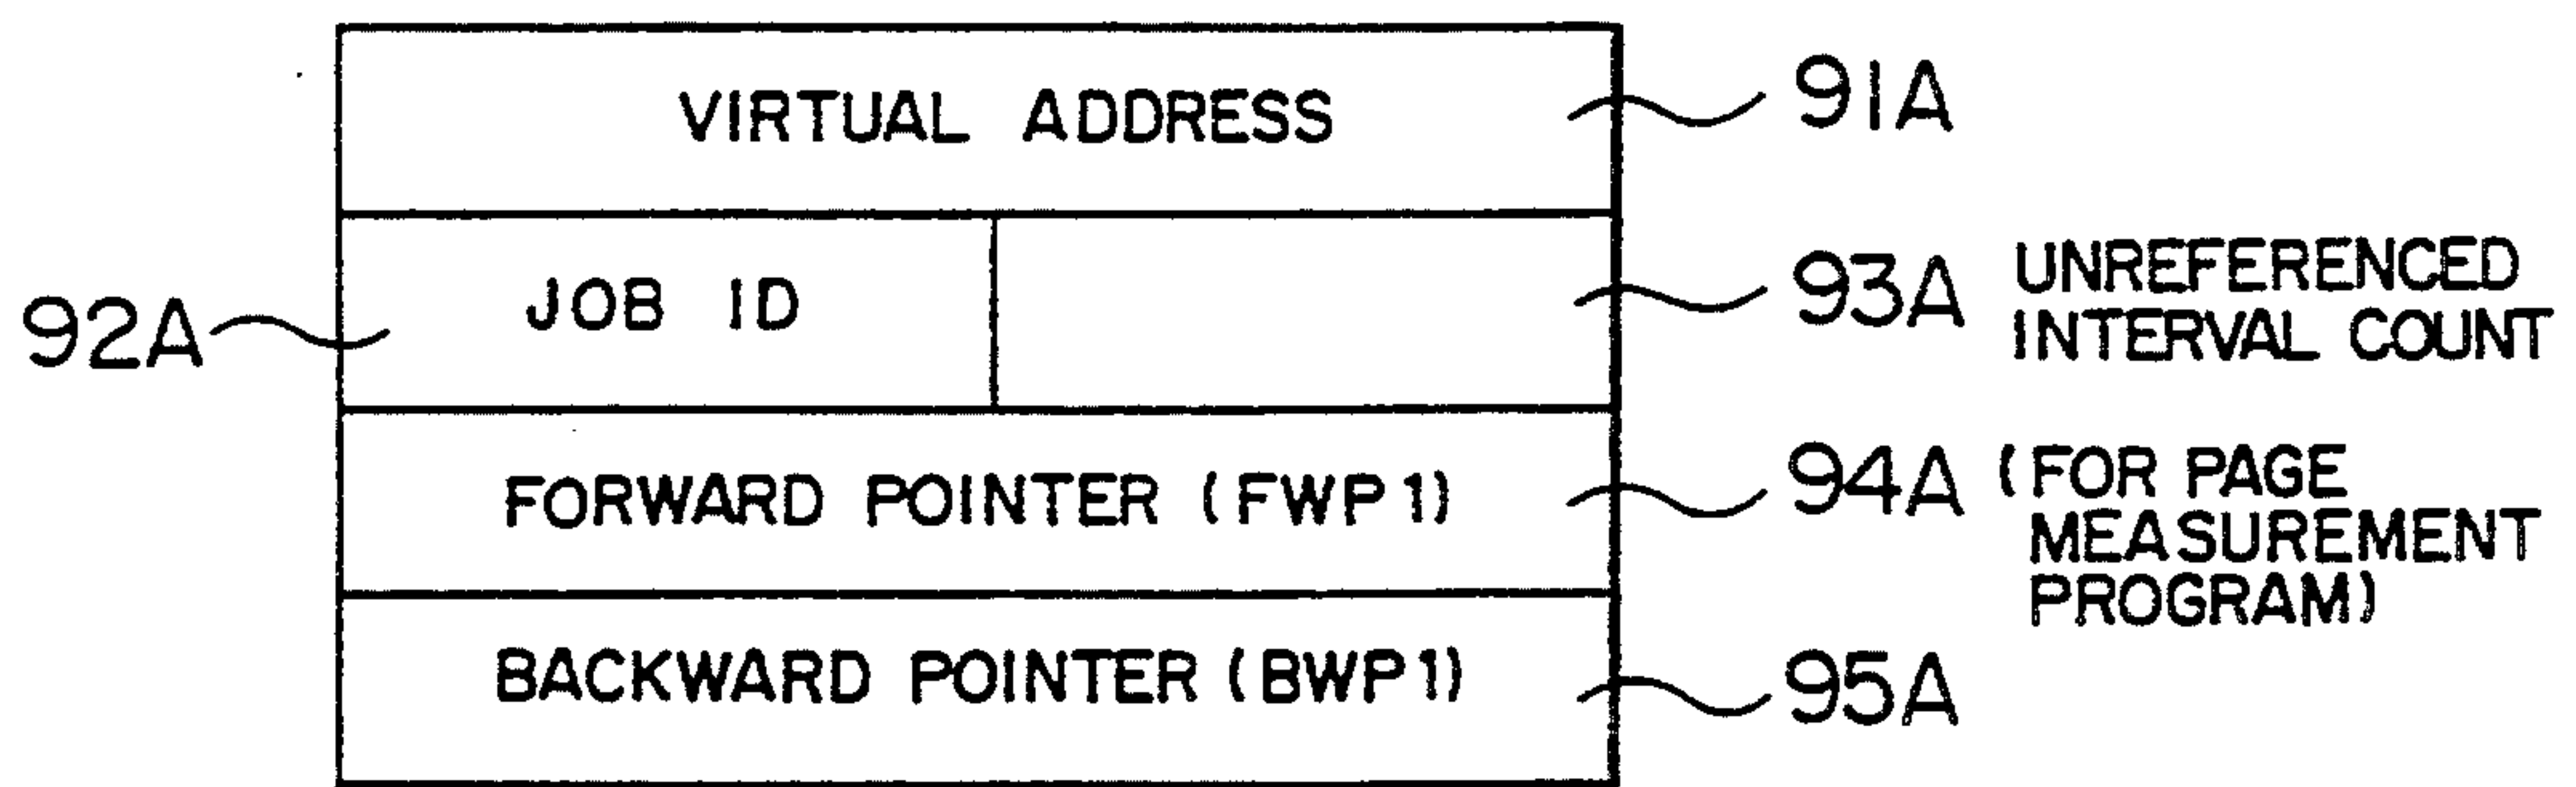 VIRTUAL ADDRESS
91A
92A
JOB ID
93A
UNREFERENCED
INTERVAL COUNT
FORWARD POINTER (FWP1)
94A
(FOR PAGE
MEASUREMENT
PROGRAM)
BACKWARD POINTER (BWP1)
95A